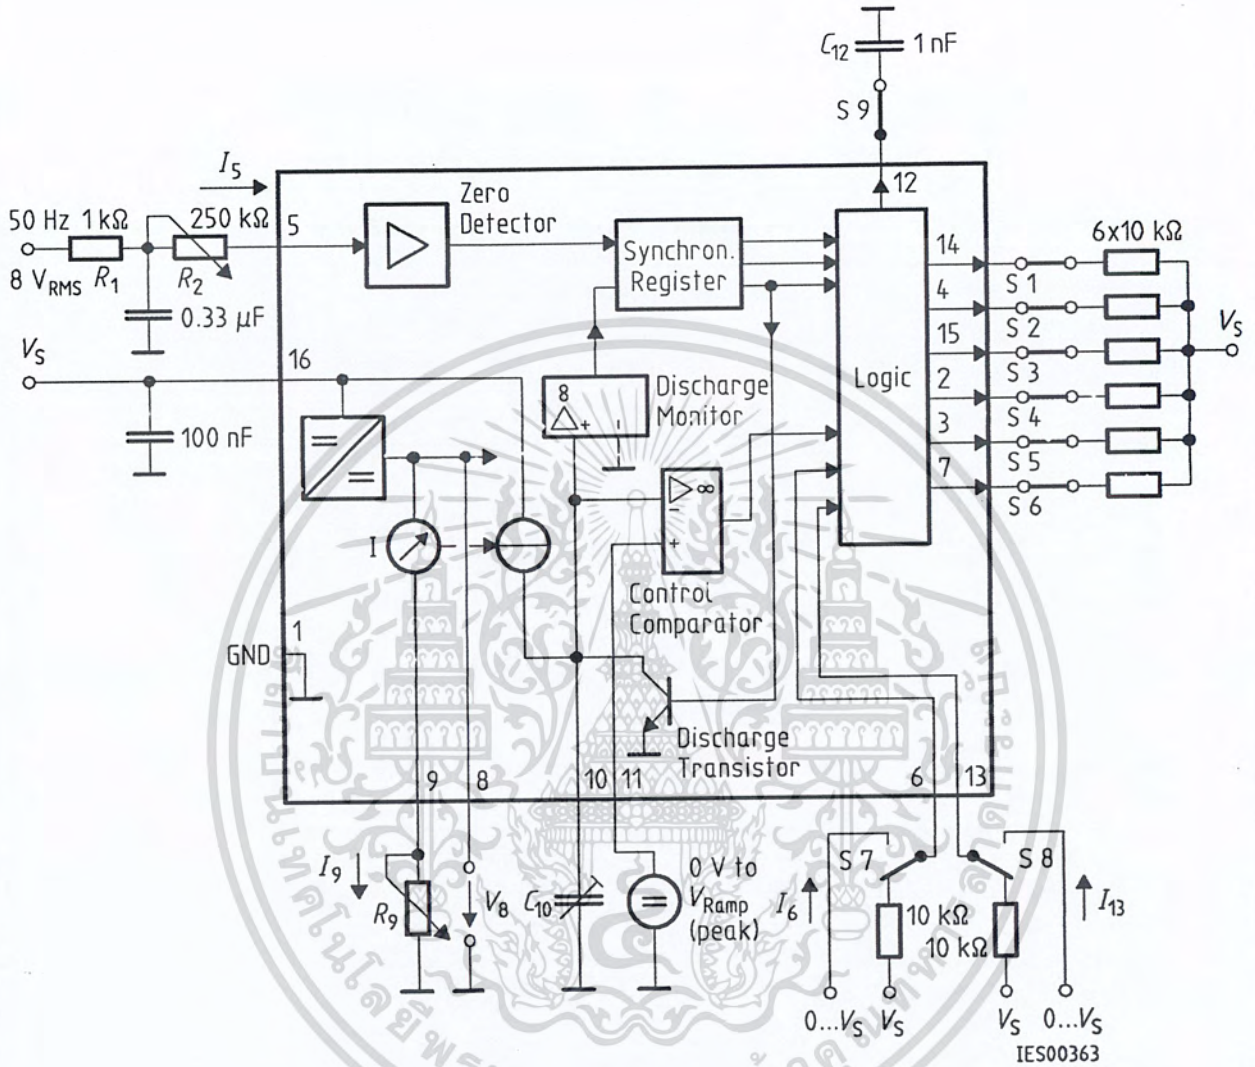 C12
1 nF
S 9
12
I5
50 Hz 1 kΩ
250 kΩ
5
8 VRMS R1
R2
0.33 µF
Zero
Detector
Synchron.
Register
Logic
14
4
15
2
3
7
S 1
S 2
S 3
S 4
S 5
S 6
6x10 kΩ
VS
VS
16
100 nF
8
+
-
Discharge
Monitor
∞
-
+
Control
Comparator
I
1
GND
Discharge
Transistor
9
8
10
11
6
13
I9
R9
V8
C10
0 V to
VRamp
(peak)
S 7
S 8
I6
10 kΩ
10 kΩ
I13
0...VS
VS
VS
0...VS
IES00363